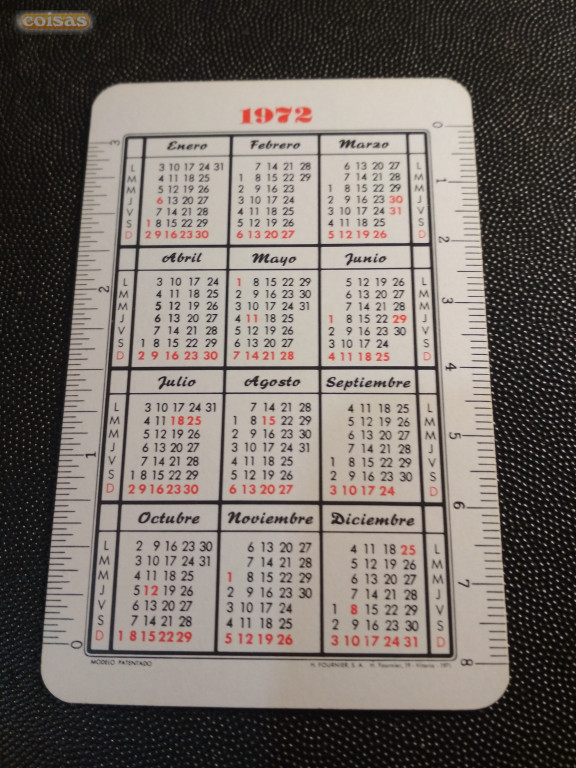 coisas
1972
Enero Febrero Marzo
L 3 10 17 24 31 7 14 21 28 6 13 20 27 L
M 4 11 18 25 1 8 15 22 29 7 14 21 28 M
M 5 12 19 26 2 9 16 23 1 8 15 22 29 M
J 6 13 20 27 3 10 17 24 2 9 16 23 30 J
V 7 14 21 28 4 11 18 25 3 10 17 24 31 V
S 1 8 15 22 29 5 12 19 26 4 11 18 25 S
D 2 9 16 23 30 6 13 20 27 5 12 19 26 D
Abril Mayo Junio
L 3 10 17 24 1 8 15 22 29 5 12 19 26 L
M 4 11 18 25 2 9 16 23 30 6 13 20 27 M
M 5 12 19 26 3 10 17 24 31 7 14 21 28 M
J 6 13 20 27 4 11 18 25 1 8 15 22 29 J
V 7 14 21 28 5 12 19 26 2 9 16 23 30 V
S 1 8 15 22 29 6 13 20 27 3 10 17 24 S
D 2 9 16 23 30 7 14 21 28 4 11 18 25 D
Julio Agosto Septiembre
L 3 10 17 24 31 7 14 21 28 4 11 18 25 L
M 4 11 18 25 1 8 15 22 29 5 12 19 26 M
M 5 12 19 26 2 9 16 23 30 6 13 20 27 M
J 6 13 20 27 3 10 17 24 31 7 14 21 28 J
V 7 14 21 28 4 11 18 25 1 8 15 22 29 V
S 1 8 15 22 29 5 12 19 26 2 9 16 23 30 S
D 2 9 16 23 30 6 13 20 27 3 10 17 24 D
Octubre Noviembre Diciembre
L 2 9 16 23 30 6 13 20 27 4 11 18 25 L
M 3 10 17 24 31 7 14 21 28 5 12 19 26 M
M 4 11 18 25 1 8 15 22 29 6 13 20 27 M
J 5 12 19 26 2 9 16 23 30 7 14 21 28 J
V 6 13 20 27 3 10 17 24 1 8 15 22 29 V
S 7 14 21 28 4 11 18 25 2 9 16 23 30 S
D 1 8 15 22 29 5 12 19 26 3 10 17 24 31 D
3 2 1 0
0 1 2 3 4 5 6 7 8
MODELO PATENTADO
H. FOURNIER, S. A. H. Fournier, 19 - Vitoria - 1971